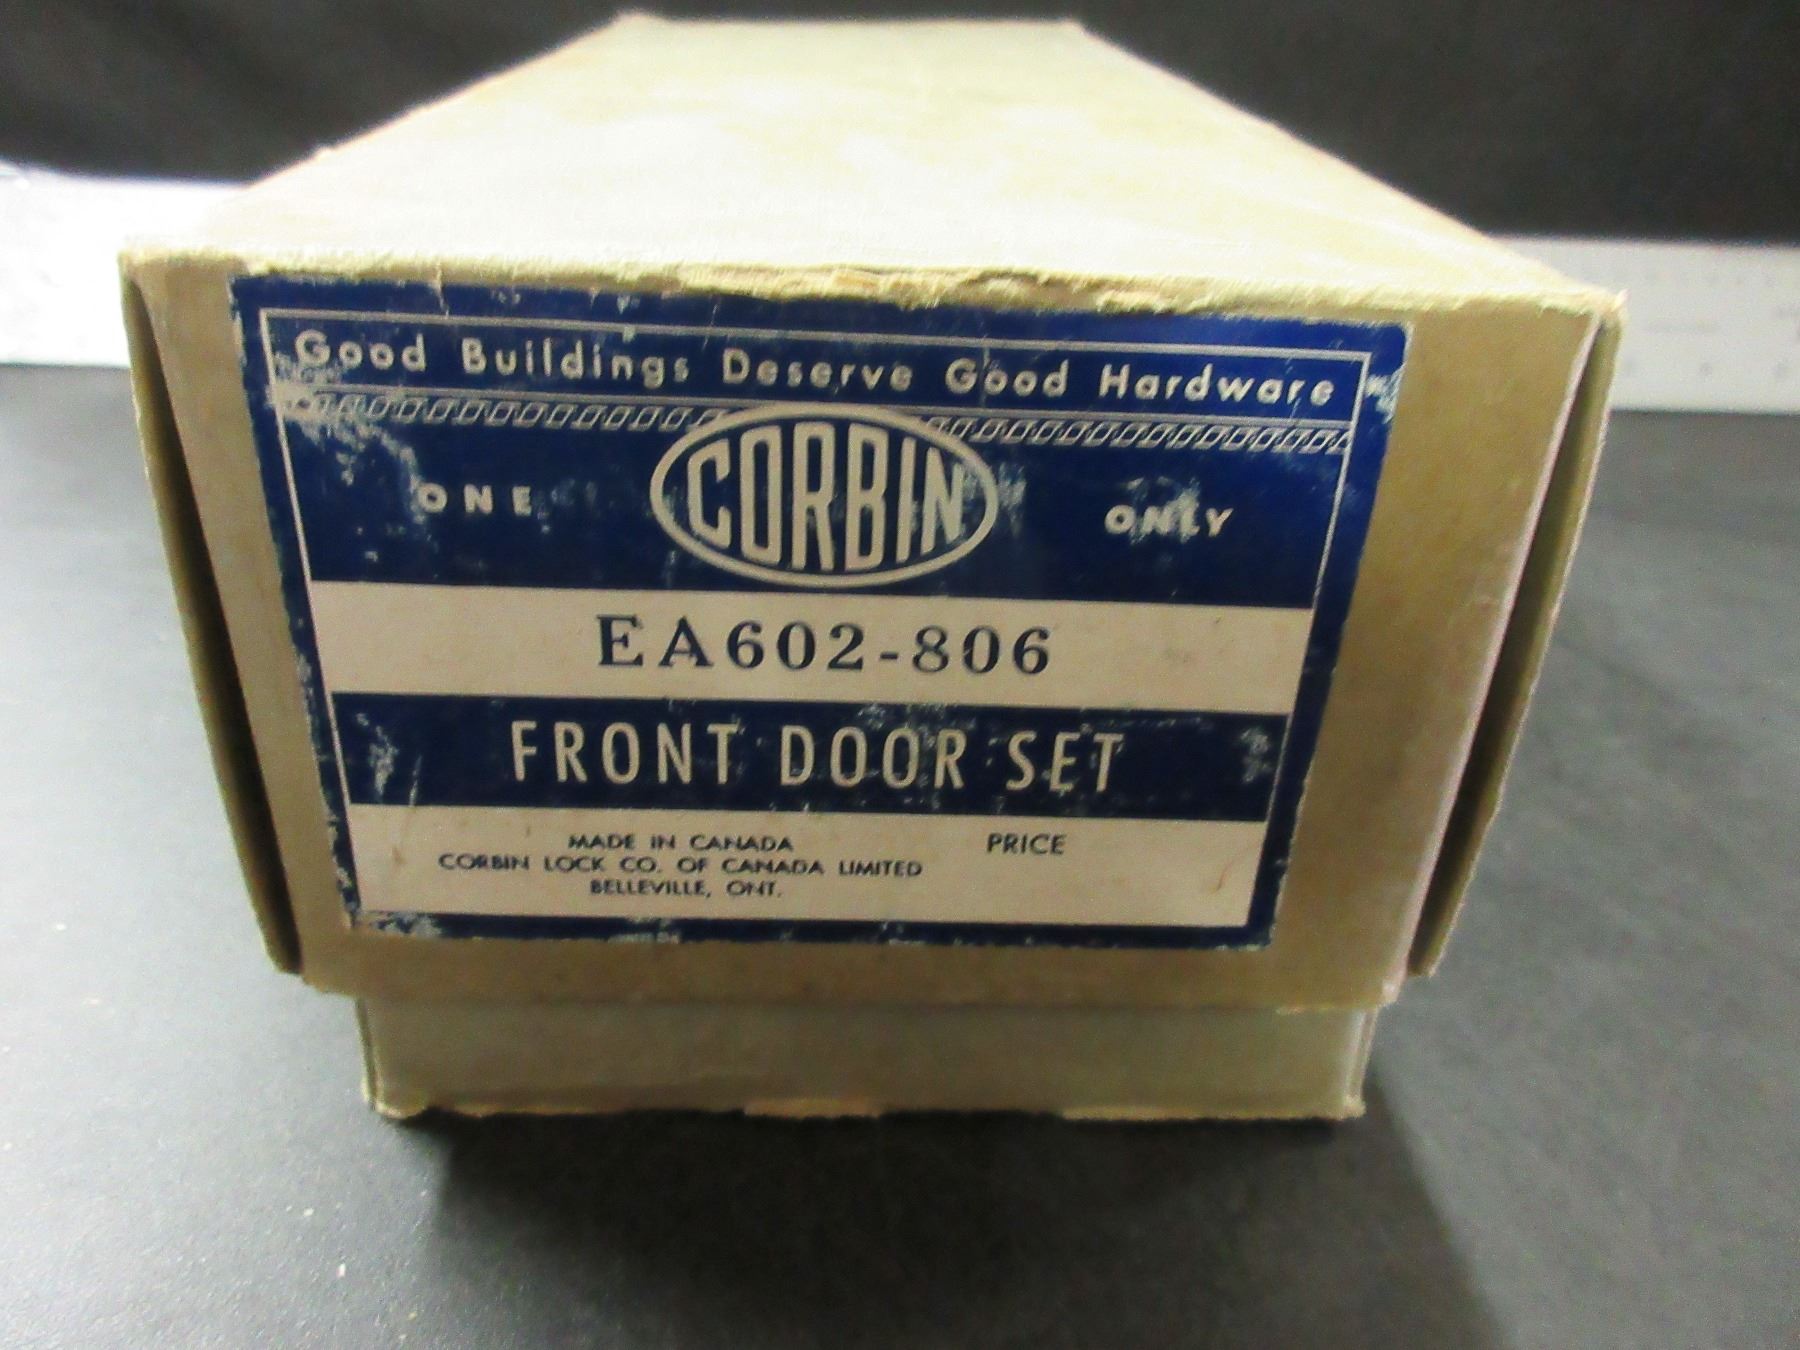 Good Buildings Deserve Good Hardware
ONE CORBIN ONLY
EA602-806
FRONT DOOR SET
MADE IN CANADA PRICE
CORBIN LOCK CO. OF CANADA LIMITED
BELLEVILLE, ONT.